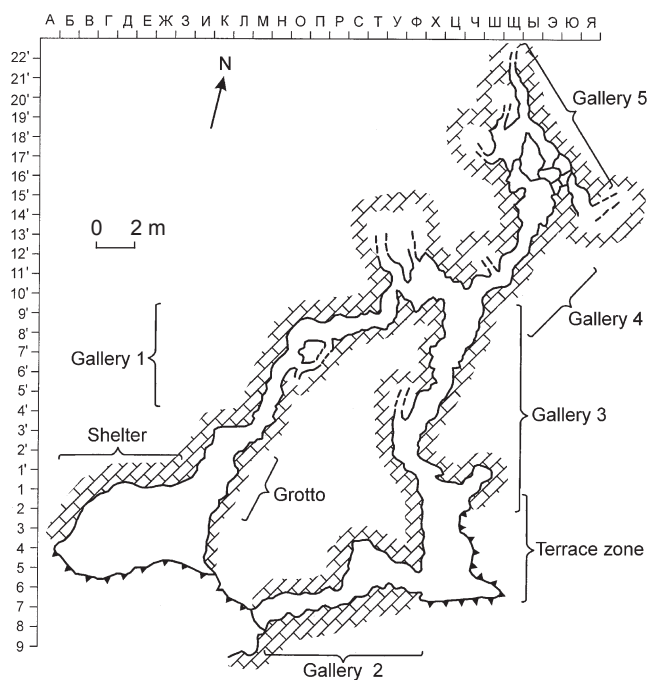 А Б В Г Д Е Ж З И К Л М Н О П Р С Т У Ф Х Ц Ч Ш Щ Ы Э Ю Я
22'
21'
20'
19'
18'
17'
16'
15'
14'
13'
12'
11'
10'
9'
8'
7'
6'
5'
4'
3'
2'
1'
1
2
3
4
5
6
7
8
9
N
0 2 m
Gallery 5
Gallery 4
Gallery 1
Gallery 3
Shelter
Grotto
Terrace zone
Gallery 2